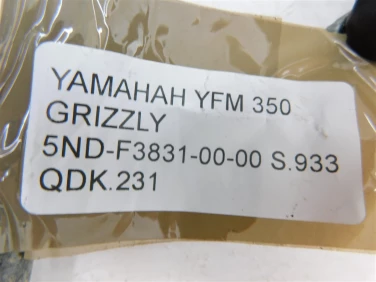 YAMAHAH YFM 350
GRIZZLY
5ND-F3831-00-00 S.933
QDK.231